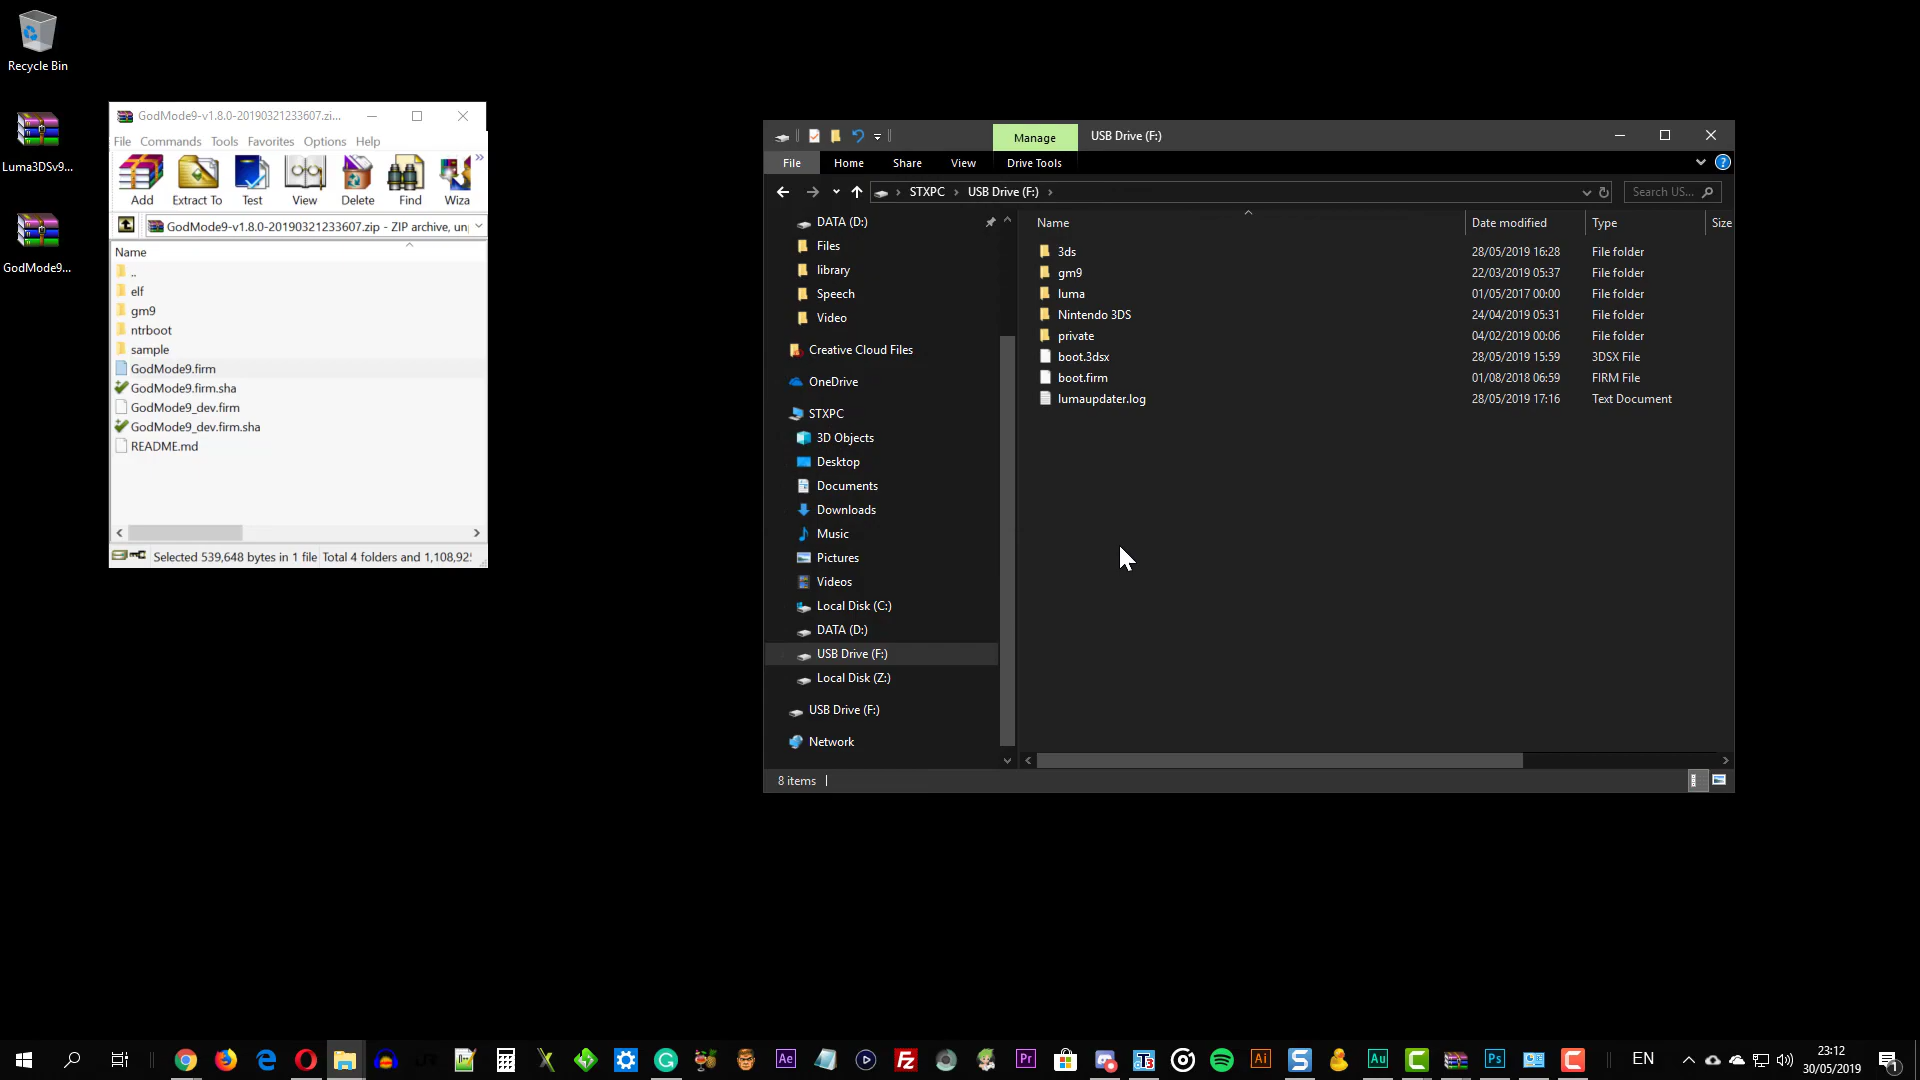 Recycle Bin
Luma3DSv9...
GodMode9...
GodMode9-v1.8.0-20190321233607.zi...
File Commands Tools Favorites Options Help
Add Extract To Test View Delete Find Wiza
GodMode9-v1.8.0-20190321233607.zip - ZIP archive, un
Name
..
elf
gm9
ntrboot
sample
GodMode9.firm
GodMode9.firm.sha
GodMode9_dev.firm
GodMode9_dev.firm.sha
README.md
Selected 539,648 bytes in 1 file Total 4 folders and 1,108,92
Manage USB Drive (F:)
File Home Share View Drive Tools
STXPC USB Drive (F:) Search US...
DATA (D:)
Files
library
Speech
Video
Creative Cloud Files
OneDrive
STXPC
3D Objects
Desktop
Documents
Downloads
Music
Pictures
Videos
Local Disk (C:)
DATA (D:)
USB Drive (F:)
Local Disk (Z:)
USB Drive (F:)
Network
Name Date modified Type Size
3ds 28/05/2019 16:28 File folder
gm9 22/03/2019 05:37 File folder
luma 01/05/2017 00:00 File folder
Nintendo 3DS 24/04/2019 05:31 File folder
private 04/02/2019 00:06 File folder
boot.3dsx 28/05/2019 15:59 3DSX File
boot.firm 01/08/2018 06:59 FIRM File
lumaupdater.log 28/05/2019 17:16 Text Document
8 items
Ae Pr Ai Au Ps
EN
23:12
30/05/2019
1